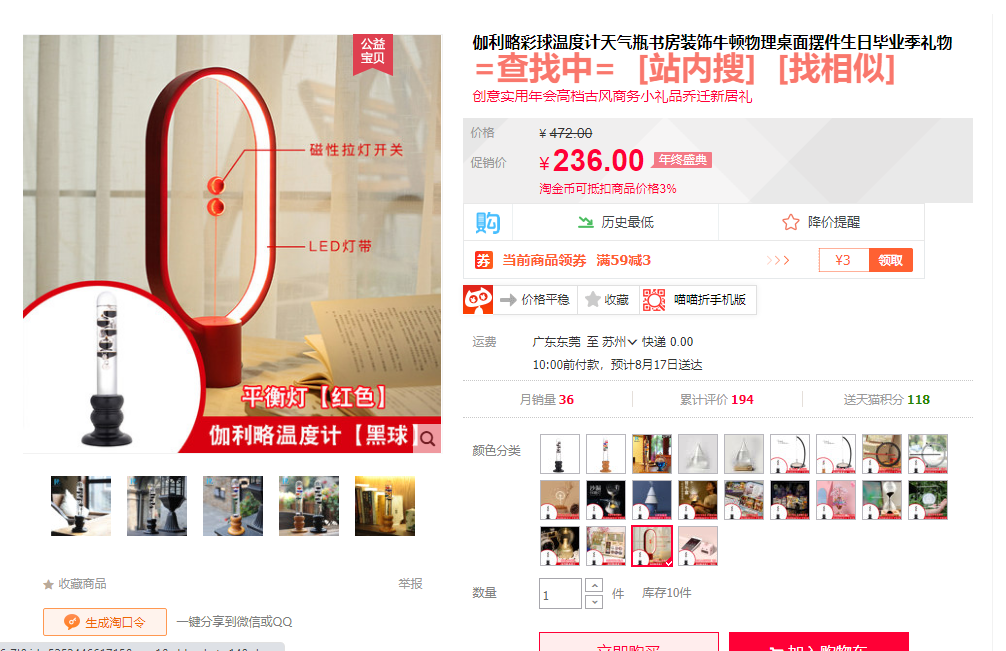 公益
宝贝
磁性拉灯开关
LED灯带
平衡灯【红色】
伽利略温度计【黑球】
收藏商品
举报
生成淘口令
一键分享到微信或QQ
伽利略彩球温度计天气瓶书房装饰牛顿物理桌面摆件生日毕业季礼物
=查找中= [站内搜] [找相似]
创意实用年会高档古风商务小礼品乔迁新居礼
价格 ¥472.00
促销价 ¥236.00 年终盛典
淘金币可抵扣商品价格3%
购 历史最低 降价提醒
券 当前商品领券 满59减3 >>> ¥3 领取
价格平稳 收藏 喵喵折手机版
运费 广东东莞 至 苏州 快递 0.00
10:00前付款，预计8月17日送达
月销量 36 累计评价 194 送天猫积分 118
颜色分类
数量 1 件 库存10件
立即购买 加入购物车